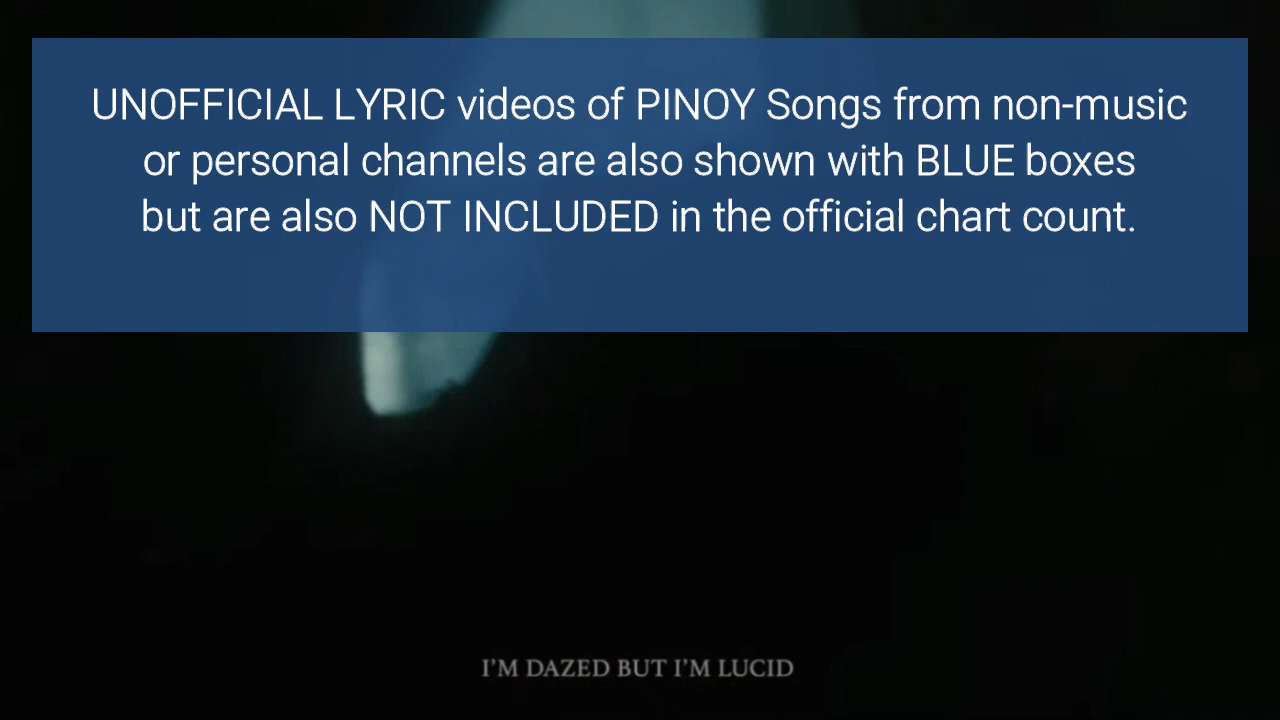 UNOFFICIAL LYRIC videos of PINOY Songs from non-music
or personal channels are also shown with BLUE boxes
but are also NOT INCLUDED in the official chart count.
I'M DAZED BUT I'M LUCID